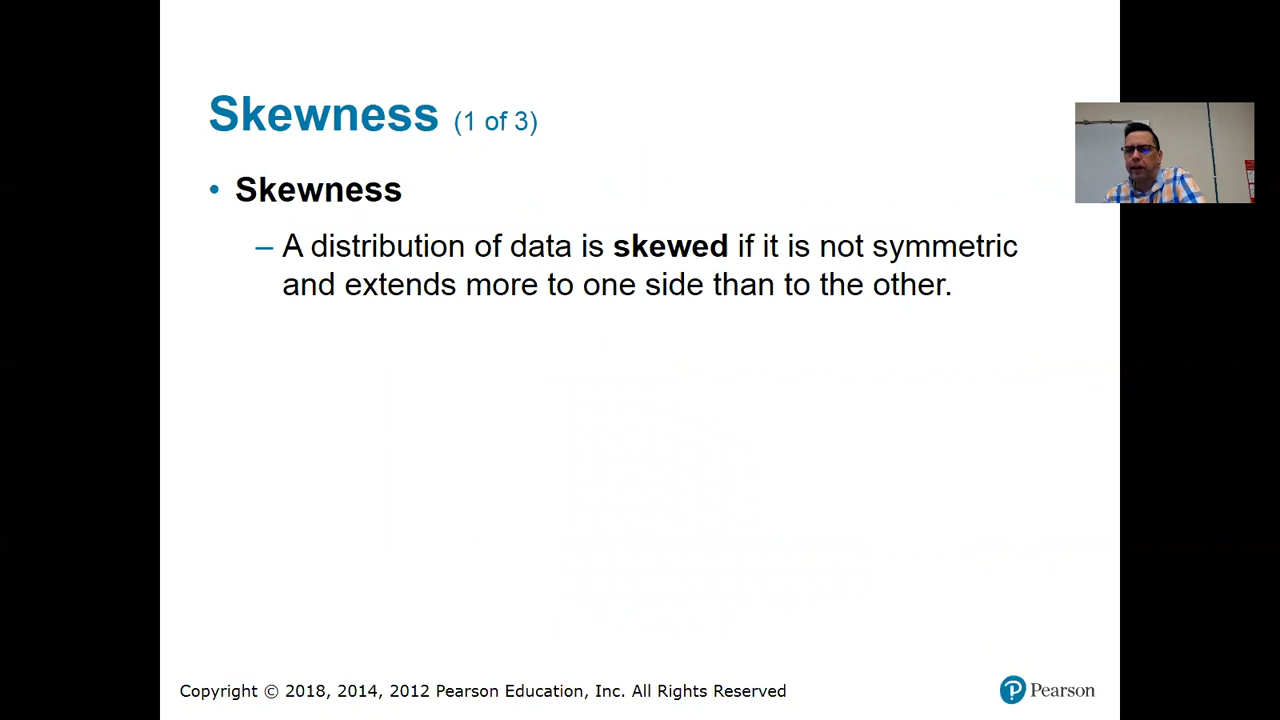 Skewness (1 of 3)
• Skewness
– A distribution of data is skewed if it is not symmetric
and extends more to one side than to the other.
Copyright © 2018, 2014, 2012 Pearson Education, Inc. All Rights Reserved
P Pearson